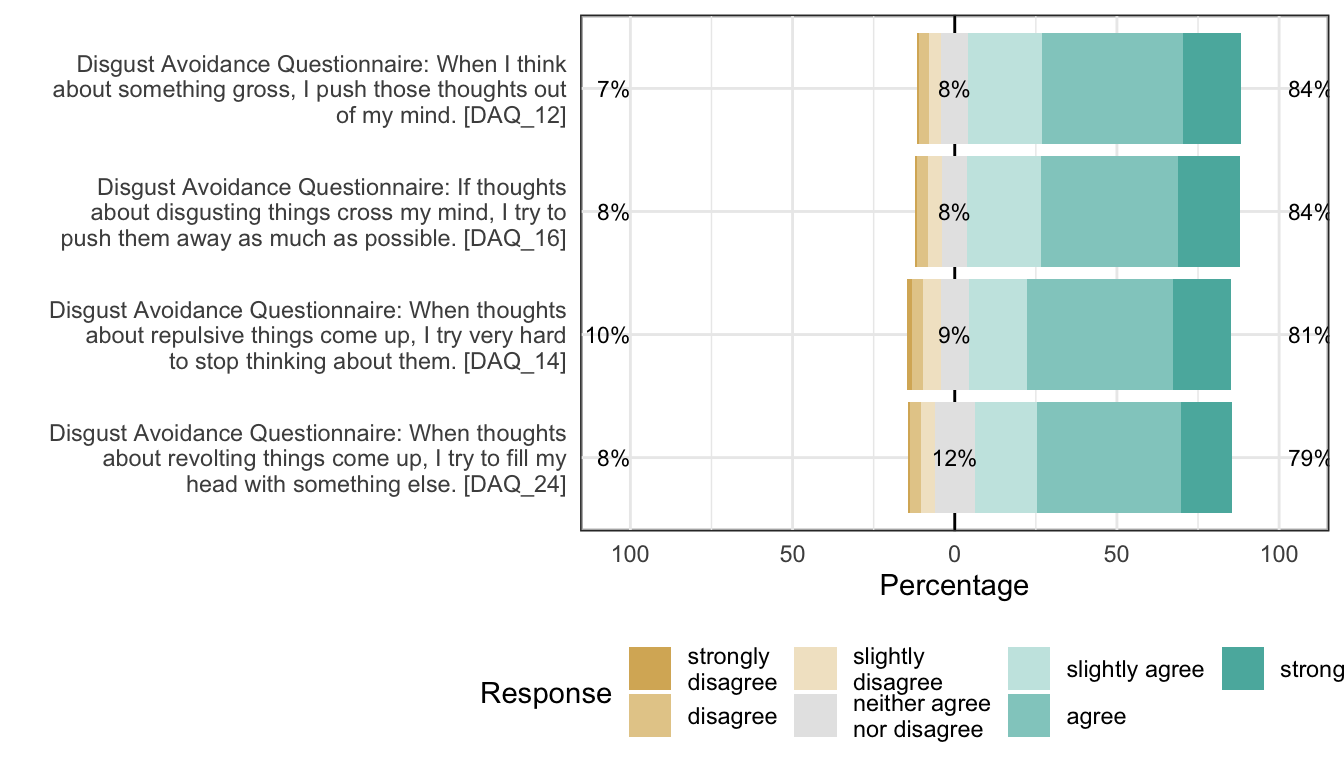 Disgust Avoidance Questionnaire: When I think
about something gross, I push those thoughts out
of my mind. [DAQ_12]
7%
8%
84%
Disgust Avoidance Questionnaire: If thoughts
about disgusting things cross my mind, I try to
push them away as much as possible. [DAQ_16]
8%
8%
84%
Disgust Avoidance Questionnaire: When thoughts
about repulsive things come up, I try very hard
to stop thinking about them. [DAQ_14]
10%
9%
81%
Disgust Avoidance Questionnaire: When thoughts
about revolting things come up, I try to fill my
head with something else. [DAQ_24]
8%
12%
79%
100 50 0 50 100
Percentage
Response
strongly
disagree
disagree
slightly
disagree
neither agree
nor disagree
slightly agree
agree
strong